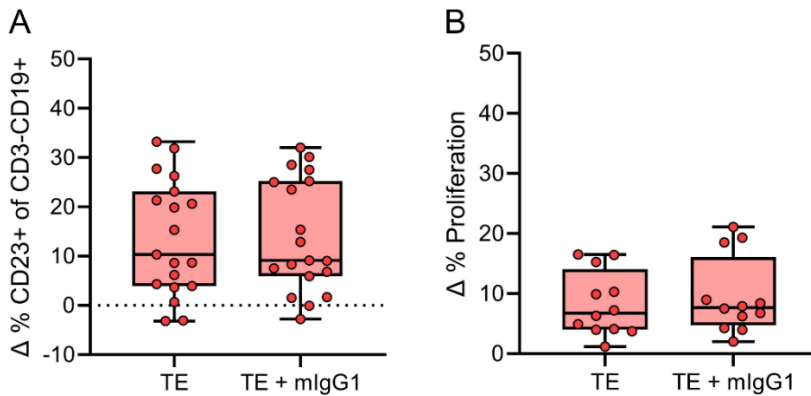 A
Δ % CD23+ of CD3-CD19+
50
40
30
20
10
0
-10
TE
TE + mIgG1
B
Δ % Proliferation
50
40
30
20
10
0
TE
TE + mIgG1